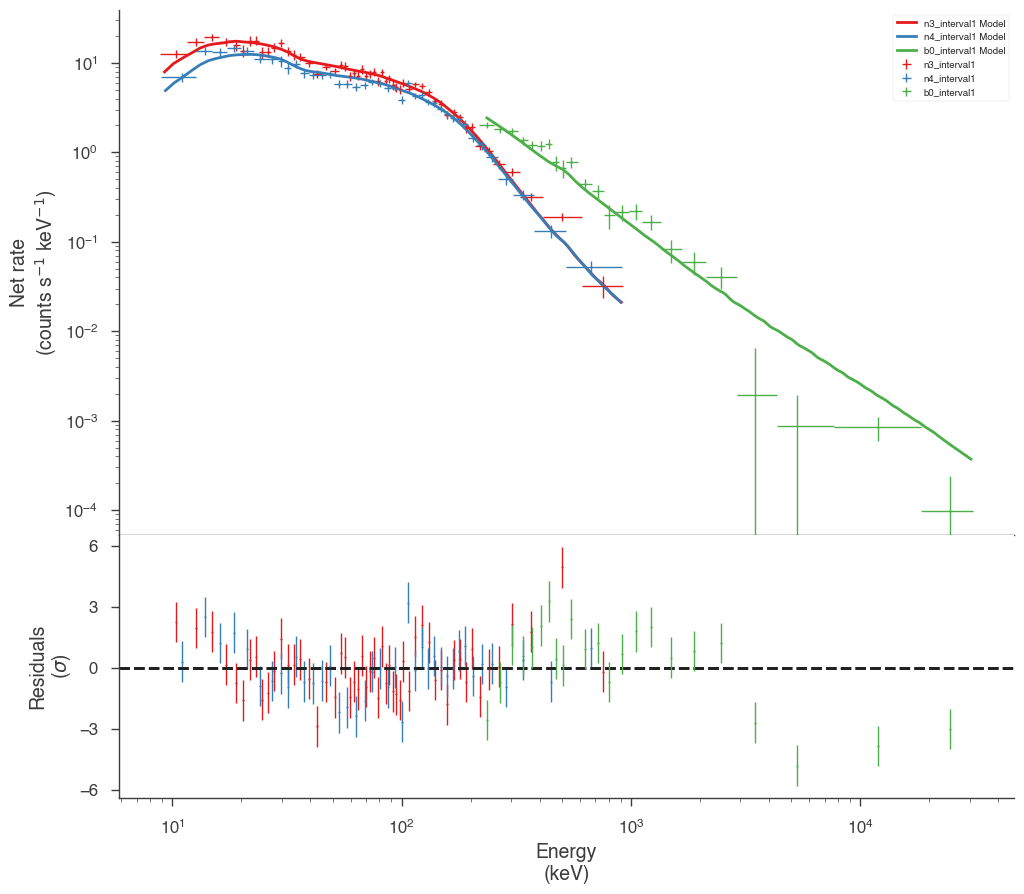 n3_interval1 Model
n4_interval1 Model
b0_interval1 Model
n3_interval1
n4_interval1
b0_interval1
10¹
10⁰
10⁻¹
10⁻²
10⁻³
10⁻⁴
Net rate
(counts s⁻¹ keV⁻¹)
6
3
0
−3
−6
Residuals
(σ)
10¹ 10² 10³ 10⁴
Energy
(keV)